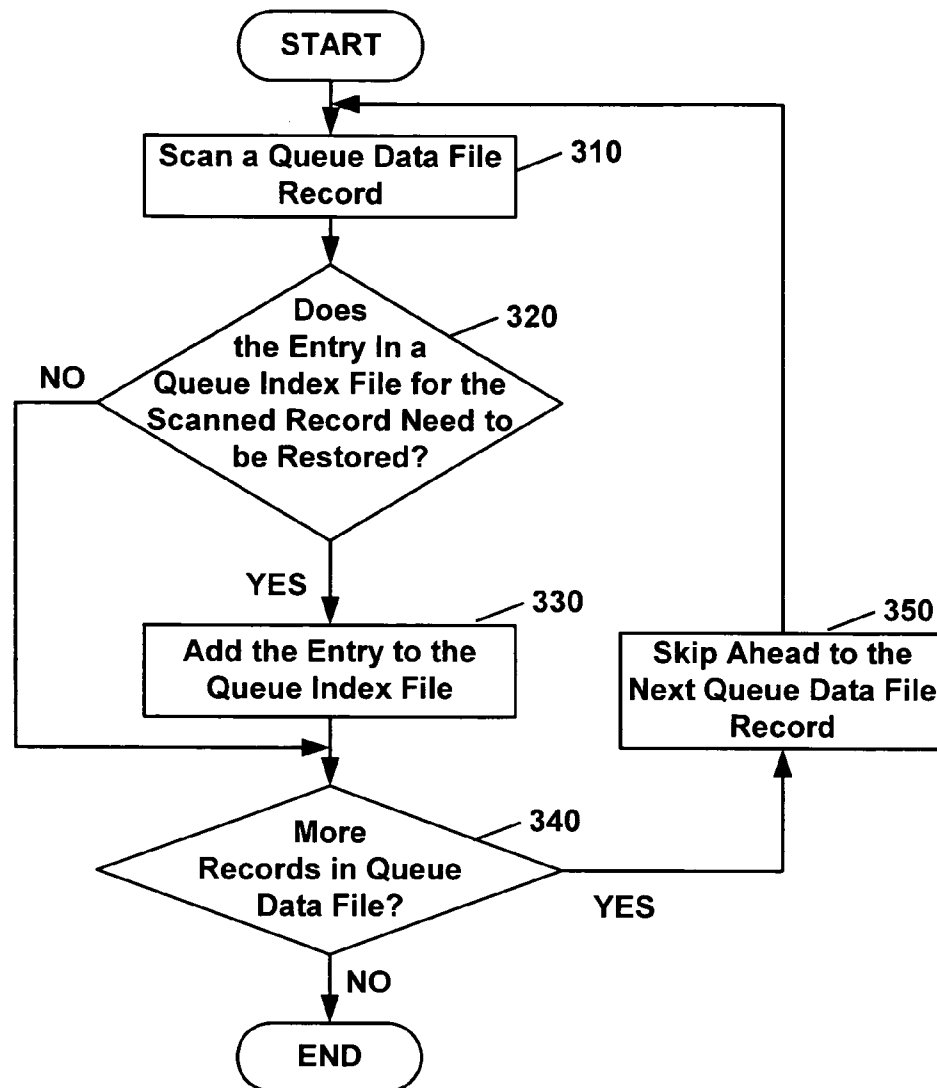 START
Scan a Queue Data File
Record
310
Does
the Entry In a
Queue Index File for the
Scanned Record Need to
be Restored?
320
NO
YES
330
Add the Entry to the
Queue Index File
350
Skip Ahead to the
Next Queue Data File
Record
More
Records in Queue
Data File?
340
YES
NO
END